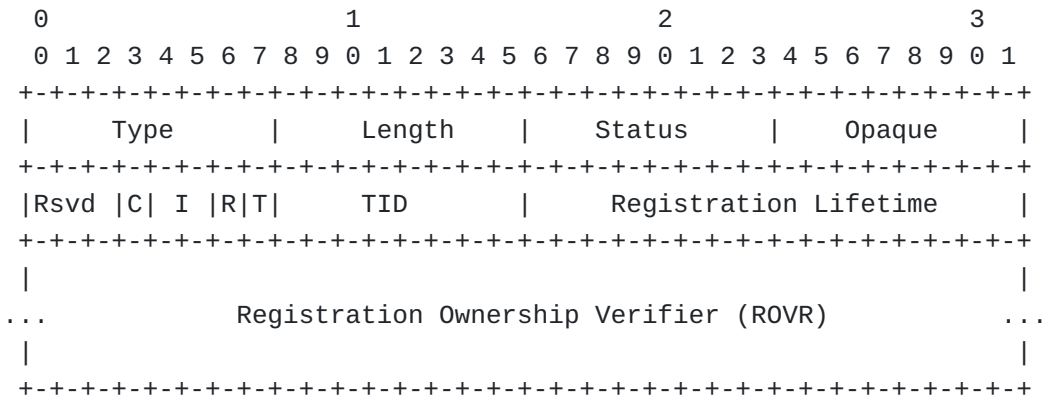 0                   1                   2                   3
 0 1 2 3 4 5 6 7 8 9 0 1 2 3 4 5 6 7 8 9 0 1 2 3 4 5 6 7 8 9 0 1
+-+-+-+-+-+-+-+-+-+-+-+-+-+-+-+-+-+-+-+-+-+-+-+-+-+-+-+-+-+-+-+-+
|     Type      |     Length    |    Status     |    Opaque     |
+-+-+-+-+-+-+-+-+-+-+-+-+-+-+-+-+-+-+-+-+-+-+-+-+-+-+-+-+-+-+-+-+
|Rsvd |C| I |R|T|     TID       |     Registration Lifetime     |
+-+-+-+-+-+-+-+-+-+-+-+-+-+-+-+-+-+-+-+-+-+-+-+-+-+-+-+-+-+-+-+-+
|                                                               |
...            Registration Ownership Verifier (ROVR)           ...
|                                                               |
+-+-+-+-+-+-+-+-+-+-+-+-+-+-+-+-+-+-+-+-+-+-+-+-+-+-+-+-+-+-+-+-+